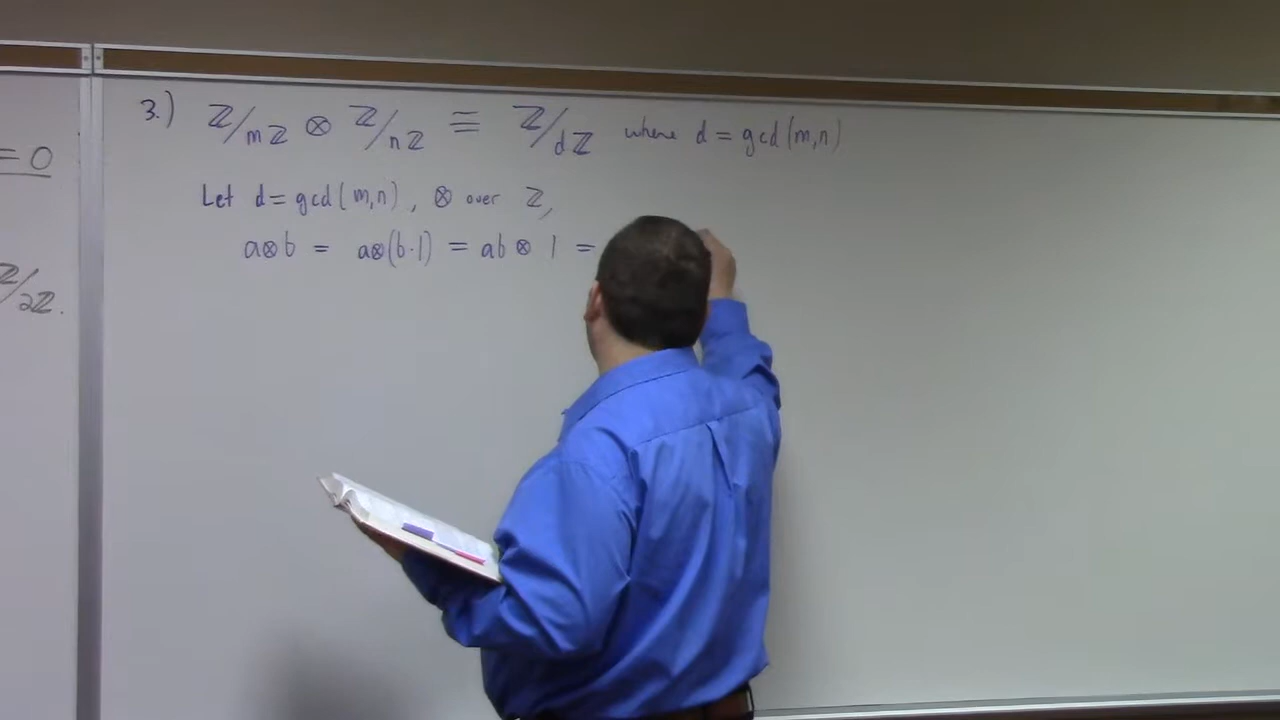 = 0
ℤ/2ℤ.
3.) ℤ/mℤ ⊗ ℤ/nℤ ≡ ℤ/dℤ where d = gcd(m,n)
Let d = gcd(m,n), ⊗ over ℤ,
a⊗b = a⊗(b·1) = ab ⊗ 1 =